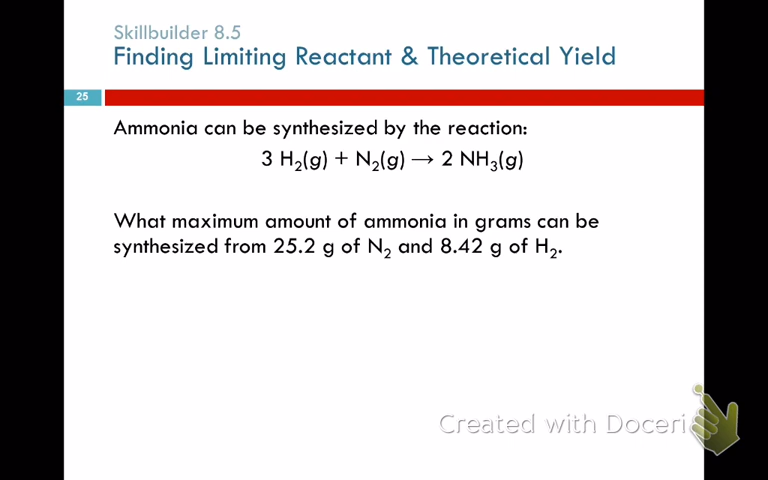 Skillbuilder 8.5
Finding Limiting Reactant & Theoretical Yield
25
Ammonia can be synthesized by the reaction:
3 H₂(g) + N₂(g) → 2 NH₃(g)
What maximum amount of ammonia in grams can be
synthesized from 25.2 g of N₂ and 8.42 g of H₂.
Created with Doceri